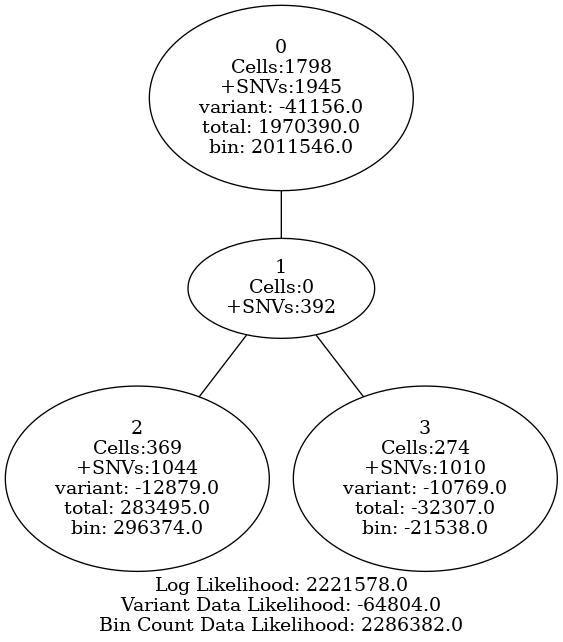 0
Cells:1798
+SNVs:1945
variant: -41156.0
total: 1970390.0
bin: 2011546.0
1
Cells:0
+SNVs:392
2
Cells:369
+SNVs:1044
variant: -12879.0
total: 283495.0
bin: 296374.0
3
Cells:274
+SNVs:1010
variant: -10769.0
total: -32307.0
bin: -21538.0
Log Likelihood: 2221578.0
Variant Data Likelihood: -64804.0
Bin Count Data Likelihood: 2286382.0